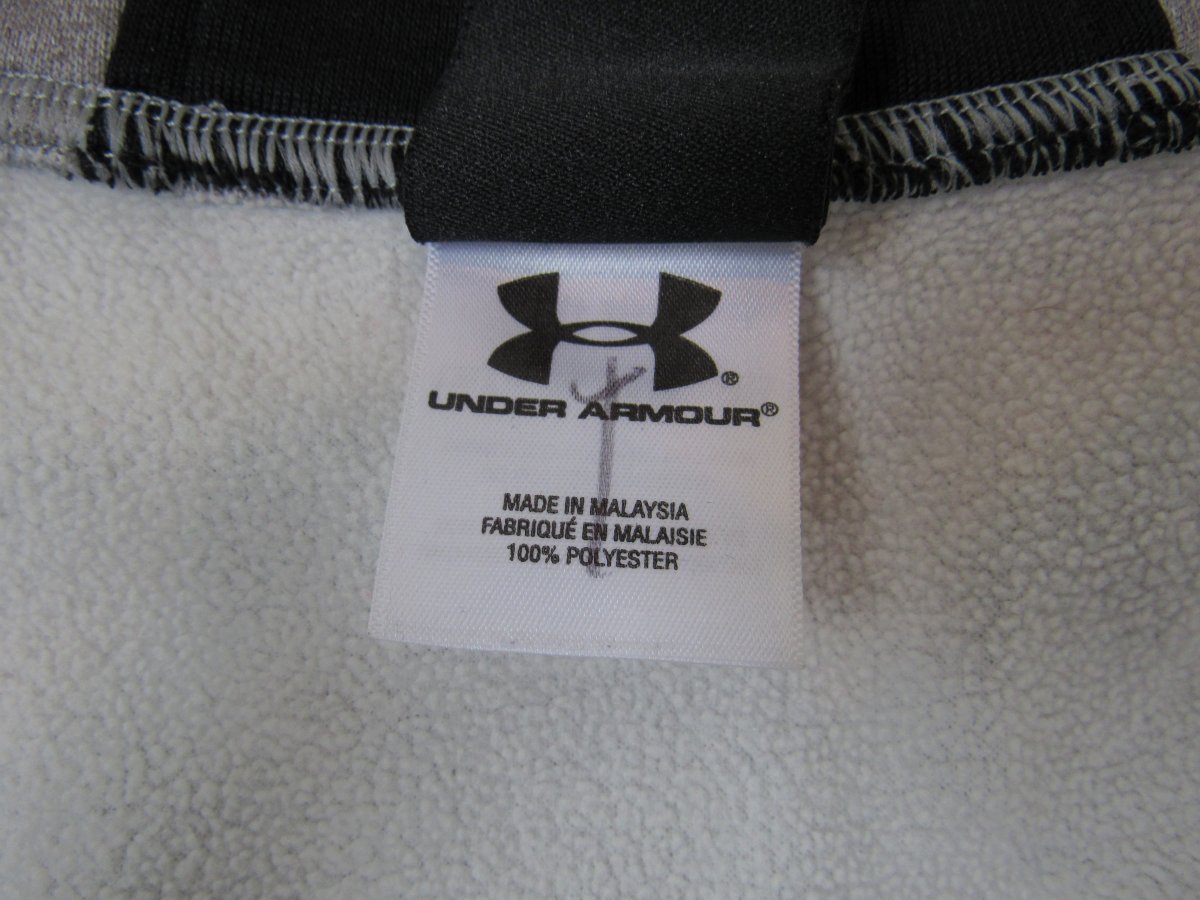 ®
UNDER ARMOUR®
MADE IN MALAYSIA
FABRIQUÉ EN MALAISIE
100% POLYESTER